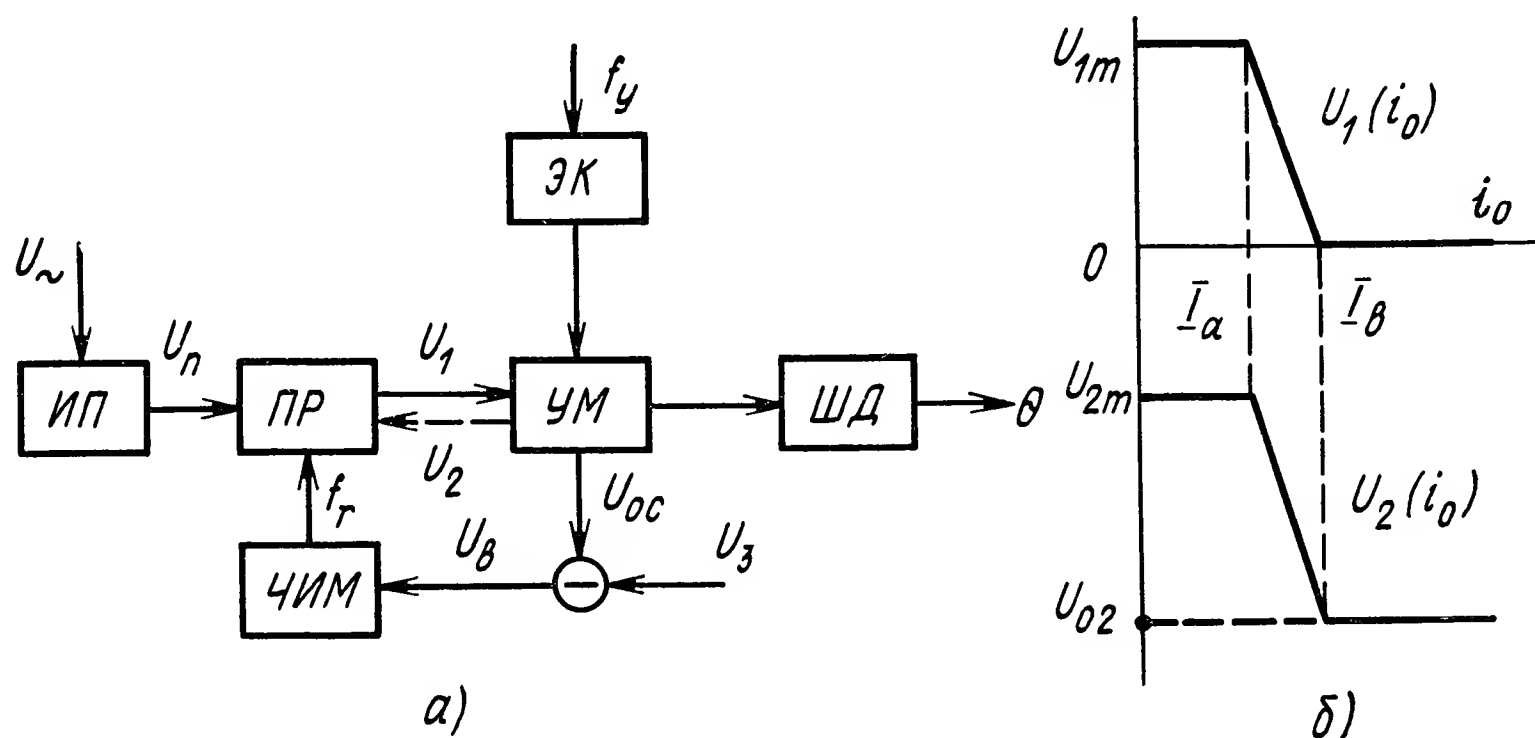 f_y
ЭК
U_~
ИП
U_п
ПР
U_1
U_2
УМ
ШД
Θ
f_г
U_ос
ЧИМ
U_в
−
U_з
а)
U_1m
U_1(i_0)
i_0
0
I_a
I_в
U_2m
U_2(i_0)
U_02
б)